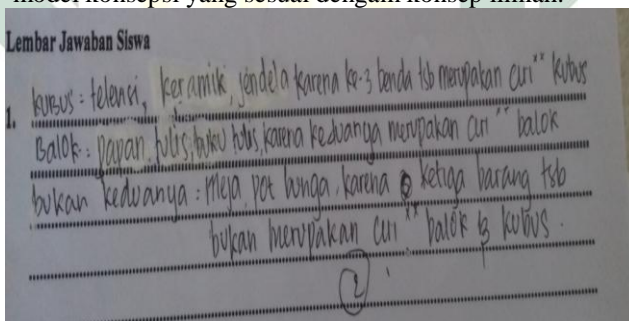 model konsepsi yang sesuai dengan konsep ilmiah.
Lembar Jawaban Siswa
1. kubus = televisi, keramik, jendela karena ke-3 benda tsb merupakan ciri" kubus
Balok = papan tulis, buku tulis, karena keduanya merupakan ciri" balok
bukan keduanya : meja, pot bunga, karena ketiga barang tsb
bukan merupakan ciri" balok & kubus.
2